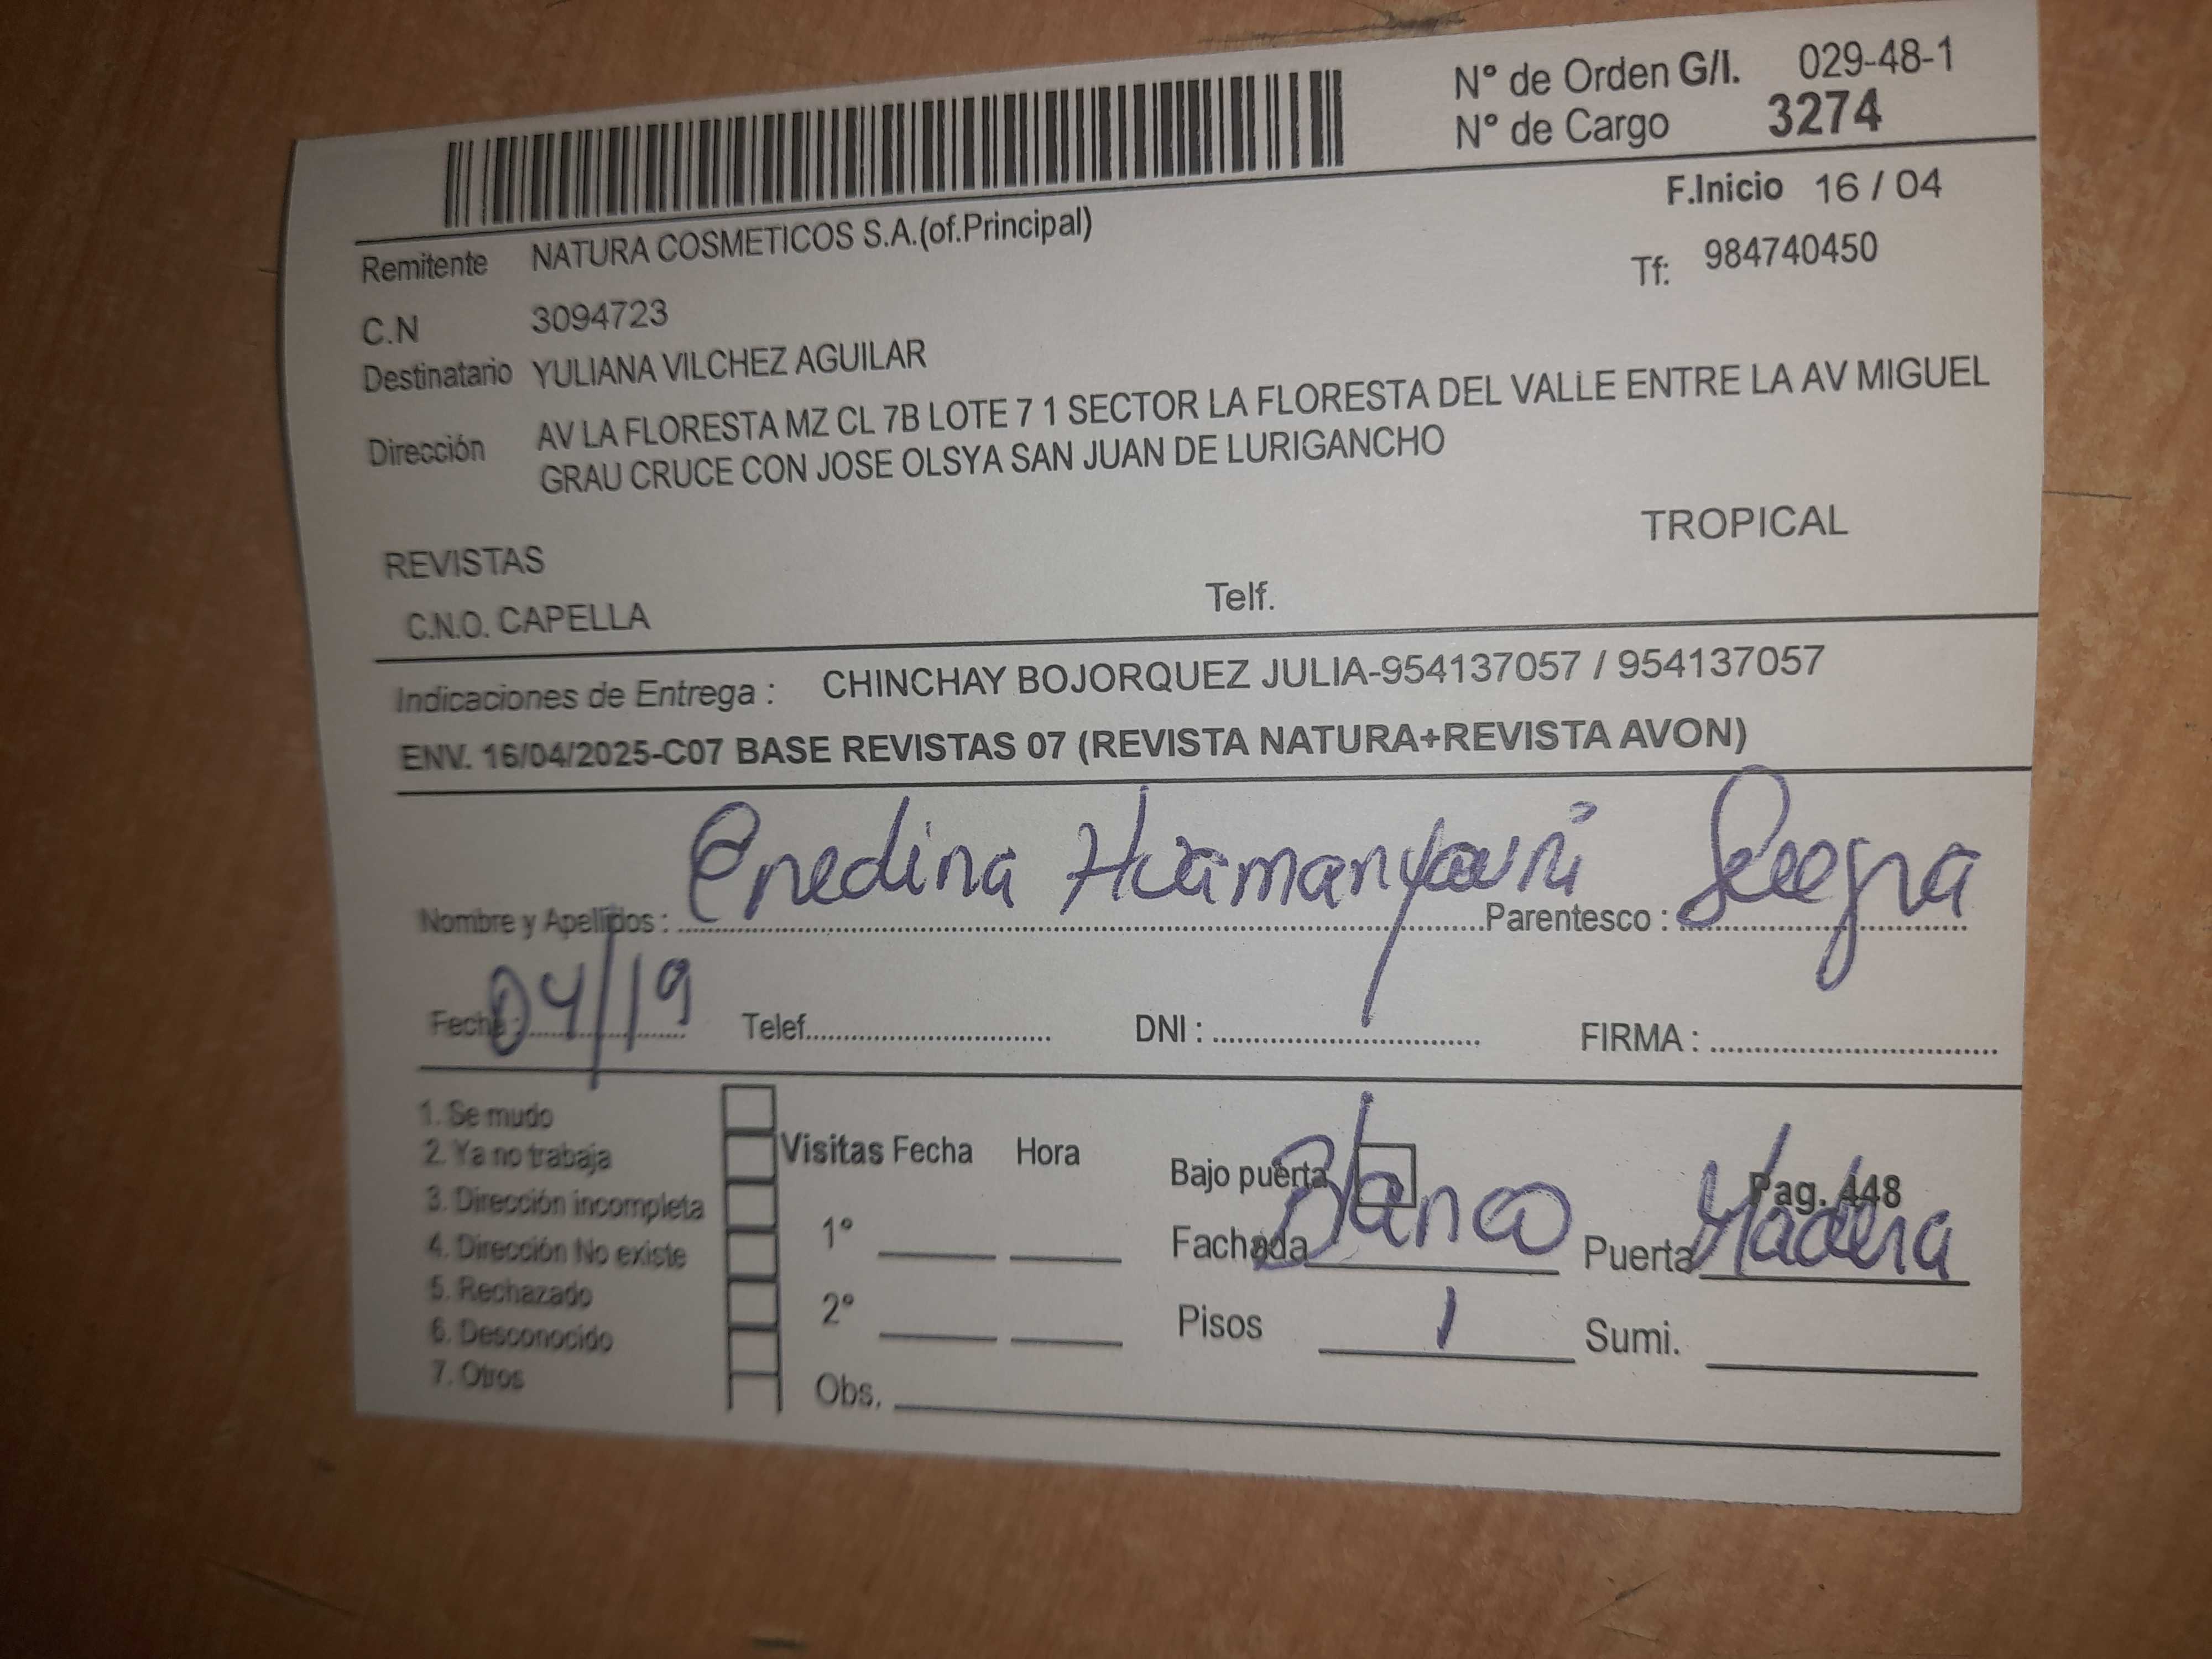 N° de Orden G/I. 029-48-1
N° de Cargo 3274
F.Inicio 16 / 04
Remitente NATURA COSMETICOS S.A.(of.Principal)
Tf: 984740450
C.N 3094723
Destinatario YULIANA VILCHEZ AGUILAR
Dirección AV LA FLORESTA MZ CL 7B LOTE 7 1 SECTOR LA FLORESTA DEL VALLE ENTRE LA AV MIGUEL
GRAU CRUCE CON JOSE OLSYA SAN JUAN DE LURIGANCHO
TROPICAL
REVISTAS
C.N.O. CAPELLA Telf.
Indicaciones de Entrega : CHINCHAY BOJORQUEZ JULIA-954137057 / 954137057
ENV. 16/04/2025-C07 BASE REVISTAS 07 (REVISTA NATURA+REVISTA AVON)
Nombre y Apellidos : Enedina Huamanyauri Parentesco : Suegra
Fecha : 04/19 Telef. DNI : FIRMA :
1. Se mudo
2. Ya no trabaja
3. Dirección incompleta
4. Dirección No existe
5. Rechazado
6. Desconocido
7. Otros
Visitas Fecha Hora
1°
2°
Obs.
Bajo puerta Pag. 448
Fachada Blanco Puerta Madera
Pisos 1 Sumi.